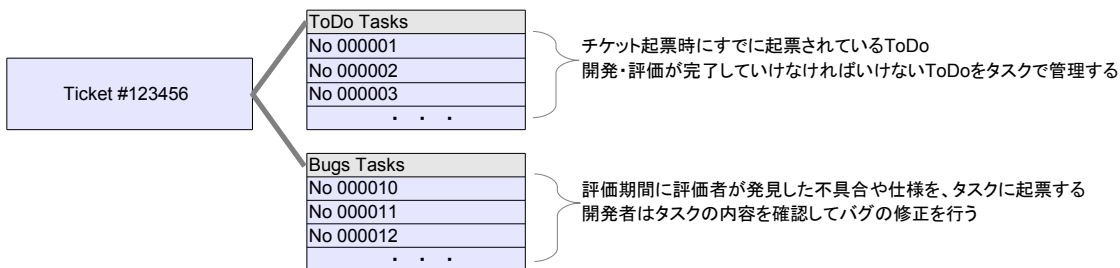 Ticket #123456
ToDo Tasks
No 000001
No 000002
No 000003
・ ・ ・
チケット起票時にすでに起票されているToDo
開発・評価が完了していけなければいけないToDoをタスクで管理する
Bugs Tasks
No 000010
No 000011
No 000012
・ ・ ・
評価期間に評価者が発見した不具合や仕様を、タスクに起票する
開発者はタスクの内容を確認してバグの修正を行う